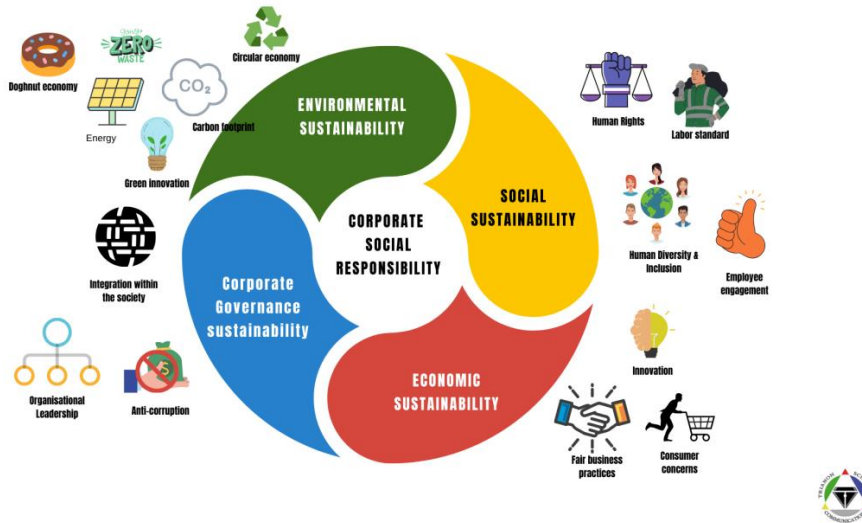 Circular economy
Doghnut economy
ZERO
WASTE
CO₂
Energy
Carbon footprint
Green innovation
ENVIRONMENTAL
SUSTAINABILITY
Human Rights
Labor standard
SOCIAL
SUSTAINABILITY
CORPORATE
SOCIAL
RESPONSIBILITY
Human Diversity &
Inclusion
Employee
engagement
Integration within
the society
Corporate
Governance
sustainability
Organisational
Leadership
Anti-corruption
$
ECONOMIC
SUSTAINABILITY
Innovation
Fair business
practices
Consumer
concerns
TRIANON